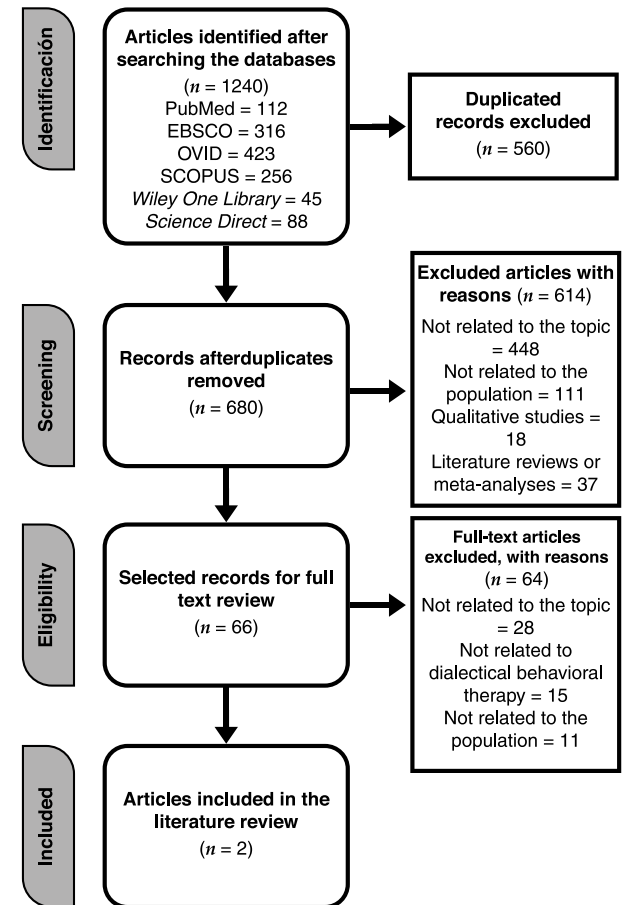 Identificación
Articles identified after
searching the databases
(n = 1240)
PubMed = 112
EBSCO = 316
OVID = 423
SCOPUS = 256
Wiley One Library = 45
Science Direct = 88
Duplicated
records excluded
(n = 560)
Screening
Records afterduplicates
removed
(n = 680)
Excluded articles with
reasons (n = 614)
Not related to the topic
= 448
Not related to the
population = 111
Qualitative studies =
18
Literature reviews or
meta-analyses = 37
Eligibility
Selected records for full
text review
(n = 66)
Full-text articles
excluded, with reasons
(n = 64)
Not related to the topic
= 28
Not related to
dialectical behavioral
therapy = 15
Not related to the
population = 11
Included
Articles included in the
literature review
(n = 2)